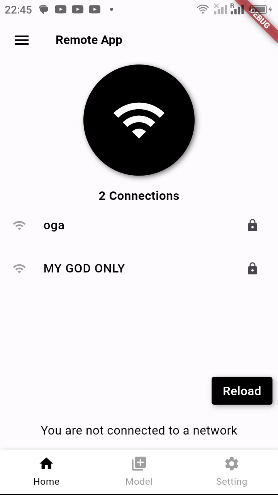 22:45
DEBUG
Remote App
2 Connections
oga
MY GOD ONLY
Reload
You are not connected to a network
Home
Model
Setting